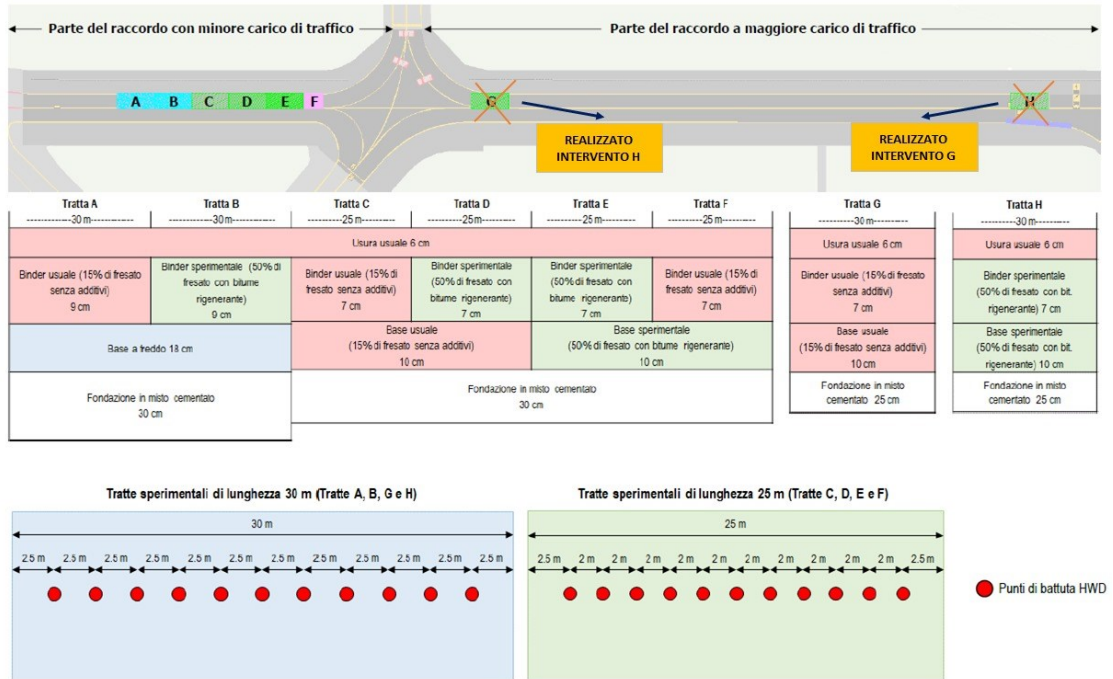 Parte del raccordo con minore carico di traffico
Parte del raccordo a maggiore carico di traffico
A B C D E F
G
H
REALIZZATO
INTERVENTO H
REALIZZATO
INTERVENTO G
Tratta A Tratta B Tratta C Tratta D Tratta E Tratta F Tratta G Tratta H
------------30 m------------ ---------30 m--------- ---------25 m--------- ---------25 m--------- ---------25 m--------- ---------25 m--------- ---------30 m--------- ---------30 m---------
Usura usuale 6 cm
Usura usuale 6 cm
Usura usuale 6 cm
Binder usuale (15% di fresato
senza additivi)
9 cm
Binder sperimentale (50% di
fresato con bitume
rigenerante)
9 cm
Binder usuale (15% di
fresato senza additivi)
7 cm
Binder sperimentale
(50% di fresato con
bitume rigenerante)
7 cm
Binder sperimentale
(50% di fresato con
bitume rigenerante)
7 cm
Binder usuale (15% di
fresato senza additivi)
7 cm
Binder usuale (15% di
fresato senza additivi)
7 cm
Binder sperimentale
(50% di fresato con bit.
rigenerante) 7 cm
Base a freddo 18 cm
Base usuale
(15% di fresato senza additivi)
10 cm
Base sperimentale
(50% di fresato con bitume rigenerante)
10 cm
Base usuale
(15% di fresato senza additivi)
10 cm
Base sperimentale
(50% di fresato con bit.
rigenerante) 10 cm
Fondazione in misto cementato
30 cm
Fondazione in misto cementato
30 cm
Fondazione in misto
cementato 25 cm
Fondazione in misto
cementato 25 cm
Tratte sperimentali di lunghezza 30 m (Tratte A, B, G e H)
30 m
2.5 m 2.5 m 2.5 m 2.5 m 2.5 m 2.5 m 2.5 m 2.5 m 2.5 m 2.5 m 2.5 m 2.5 m
Tratte sperimentali di lunghezza 25 m (Tratte C, D, E e F)
25 m
2.5 m 2 m 2 m 2 m 2 m 2 m 2 m 2 m 2 m 2 m 2 m 2.5 m
Punti di battuta HWD